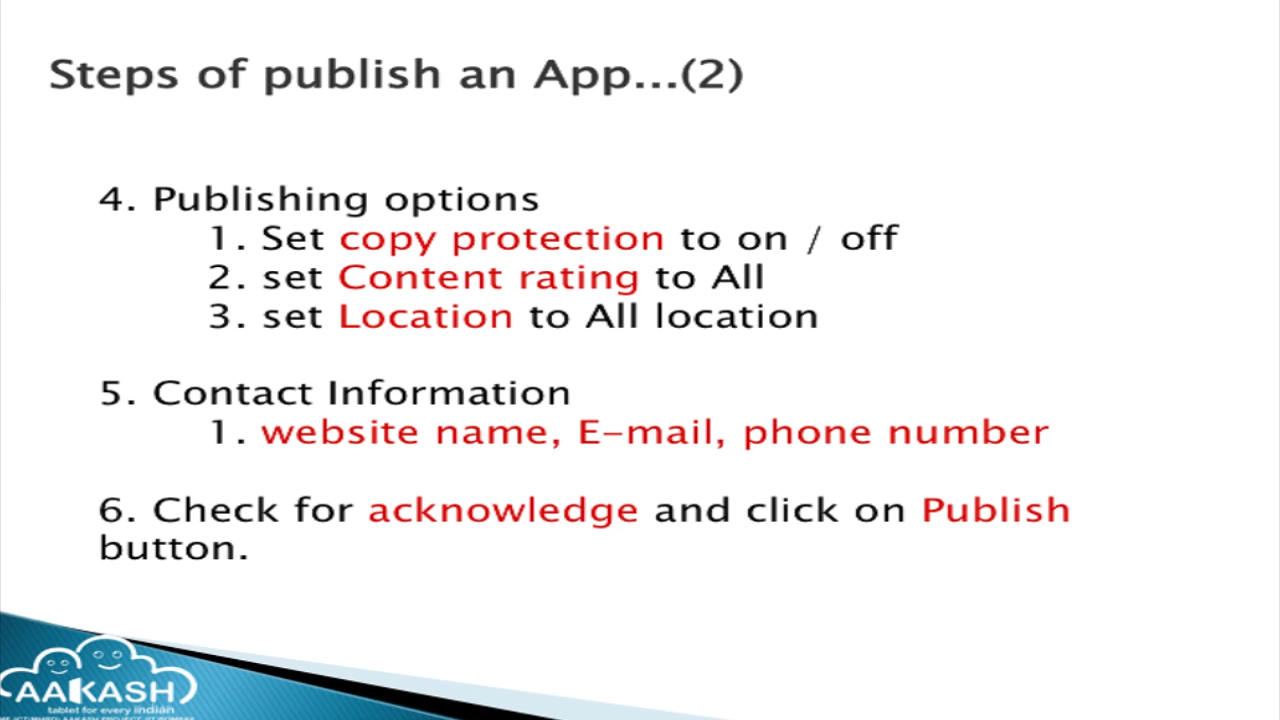 Steps of publish an App...(2)
4. Publishing options
1. Set copy protection to on / off
2. set Content rating to All
3. set Location to All location
5. Contact Information
1. website name, E-mail, phone number
6. Check for acknowledge and click on Publish
button.
AAKASH
tablet for every indian